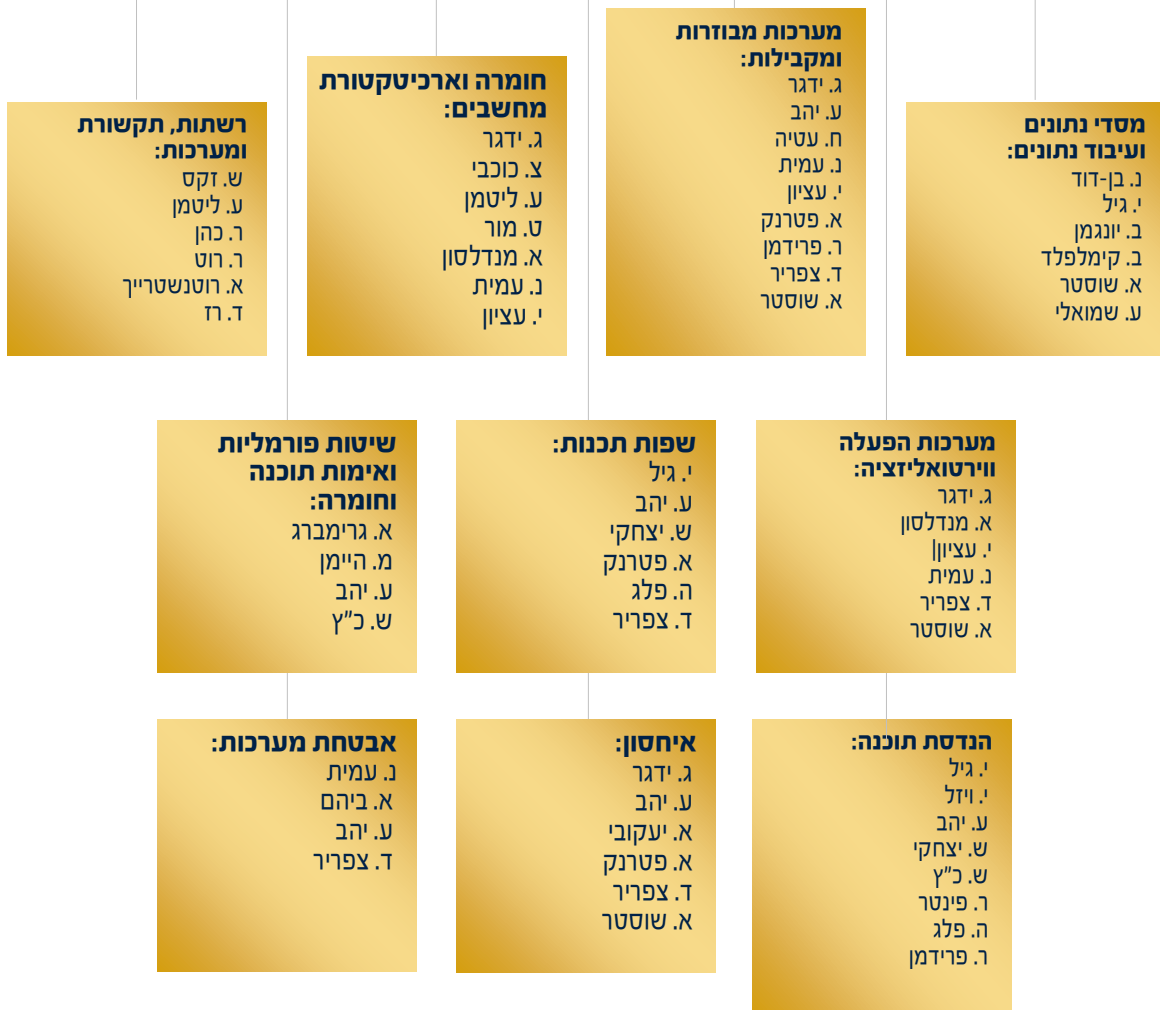 מסדי נתונים
ועיבוד נתונים:
נ. בן-דוד
י. גיל
ב. יונגמן
ב. קימלפלד
א. שוסטר
ע. שמואלי
מערכות מבוזרות
ומקבילות:
ג. ידגר
ע. יהב
ח. עטיה
נ. עמית
י. עציון
א. פטרנק
ר. פרידמן
ד. צפריר
א. שוסטר
חומרה וארכיטקטורת
מחשבים:
ג. ידגר
צ. כוכבי
ע. ליטמן
ט. מור
א. מנדלסון
נ. עמית
י. עציון
רשתות, תקשורת
ומערכות:
ש. זקס
ע. ליטמן
ר. כהן
ר. רוט
א. רוטנשטרייך
ד. רז
מערכות הפעלה
ווירטואליזציה:
ג. ידגר
א. מנדלסון
י. עציון|
נ. עמית
ד. צפריר
א. שוסטר
שפות תכנות:
י. גיל
ע. יהב
ש. יצחקי
א. פטרנק
ה. פלג
ד. צפריר
שיטות פורמליות
ואימות תוכנה
וחומרה:
א. גרימברג
מ. היימן
ע. יהב
ש. כ"ץ
הנדסת תוכנה:
י. גיל
י. ויזל
ע. יהב
ש. יצחקי
ש. כ"ץ
ר. פינטר
ה. פלג
ר. פרידמן
איחסון:
ג. ידגר
ע. יהב
א. יעקובי
א. פטרנק
ד. צפריר
א. שוסטר
אבטחת מערכות:
נ. עמית
א. ביהם
ע. יהב
ד. צפריר